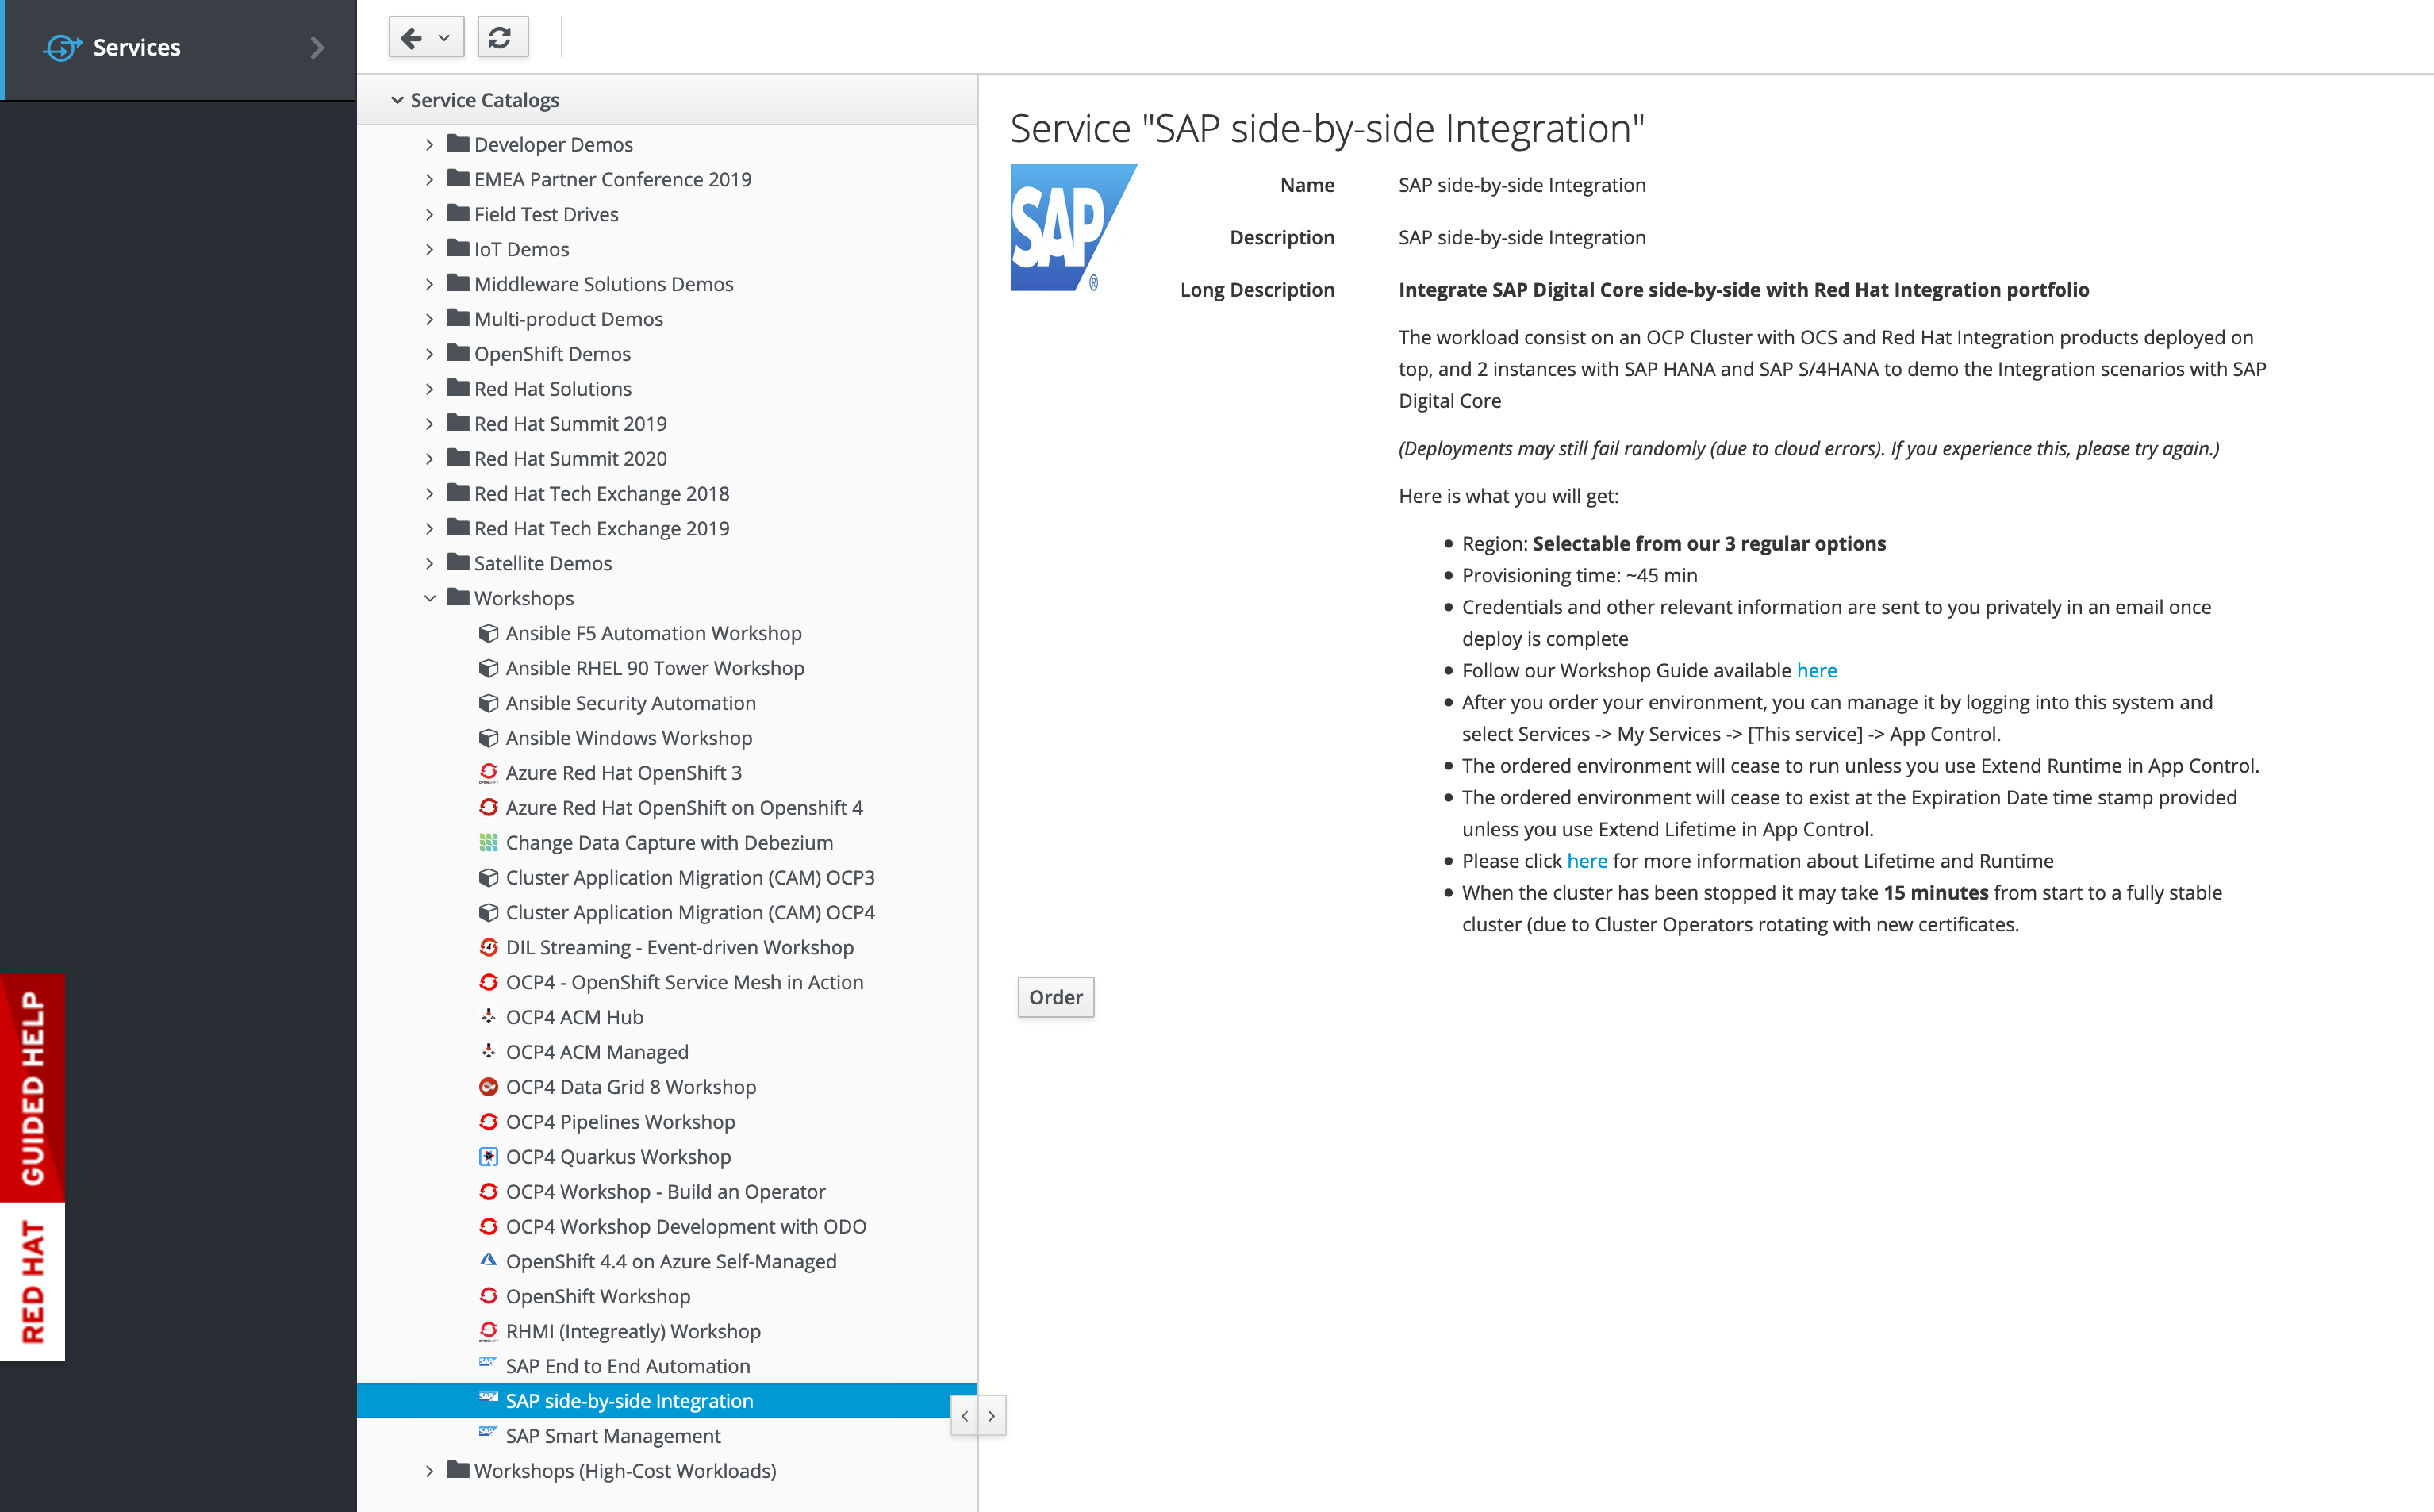 Services
Service Catalogs
Developer Demos
EMEA Partner Conference 2019
Field Test Drives
IoT Demos
Middleware Solutions Demos
Multi-product Demos
OpenShift Demos
Red Hat Solutions
Red Hat Summit 2019
Red Hat Summit 2020
Red Hat Tech Exchange 2018
Red Hat Tech Exchange 2019
Satellite Demos
Workshops
Ansible F5 Automation Workshop
Ansible RHEL 90 Tower Workshop
Ansible Security Automation
Ansible Windows Workshop
Azure Red Hat OpenShift 3
Azure Red Hat OpenShift on Openshift 4
Change Data Capture with Debezium
Cluster Application Migration (CAM) OCP3
Cluster Application Migration (CAM) OCP4
DIL Streaming - Event-driven Workshop
OCP4 - OpenShift Service Mesh in Action
OCP4 ACM Hub
OCP4 ACM Managed
OCP4 Data Grid 8 Workshop
OCP4 Pipelines Workshop
OCP4 Quarkus Workshop
OCP4 Workshop - Build an Operator
OCP4 Workshop Development with ODO
OpenShift 4.4 on Azure Self-Managed
OpenShift Workshop
RHMI (Integreatly) Workshop
SAP End to End Automation
SAP side-by-side Integration
SAP Smart Management
Workshops (High-Cost Workloads)
Service "SAP side-by-side Integration"
SAP ®
Name SAP side-by-side Integration
Description SAP side-by-side Integration
Long Description Integrate SAP Digital Core side-by-side with Red Hat Integration portfolio
The workload consist on an OCP Cluster with OCS and Red Hat Integration products deployed on
top, and 2 instances with SAP HANA and SAP S/4HANA to demo the Integration scenarios with SAP
Digital Core
(Deployments may still fail randomly (due to cloud errors). If you experience this, please try again.)
Here is what you will get:
• Region: Selectable from our 3 regular options
• Provisioning time: ~45 min
• Credentials and other relevant information are sent to you privately in an email once
deploy is complete
• Follow our Workshop Guide available here
• After you order your environment, you can manage it by logging into this system and
select Services -> My Services -> [This service] -> App Control.
• The ordered environment will cease to run unless you use Extend Runtime in App Control.
• The ordered environment will cease to exist at the Expiration Date time stamp provided
unless you use Extend Lifetime in App Control.
• Please click here for more information about Lifetime and Runtime
• When the cluster has been stopped it may take 15 minutes from start to a fully stable
cluster (due to Cluster Operators rotating with new certificates.
Order
RED HAT GUIDED HELP